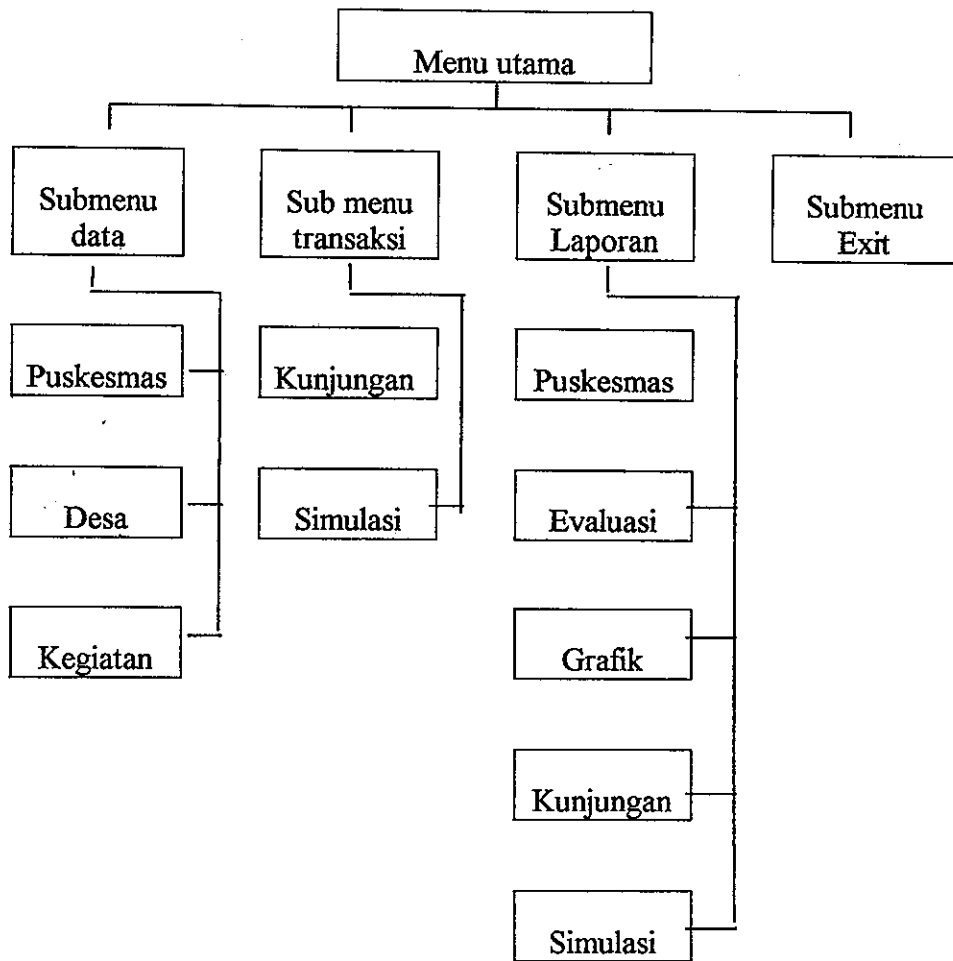 Menu utama
Submenu
data
Sub menu
transaksi
Submenu
Laporan
Submenu
Exit
Puskesmas
Kunjungan
Puskesmas
Desa
Simulasi
Evaluasi
Kegiatan
Grafik
Kunjungan
Simulasi